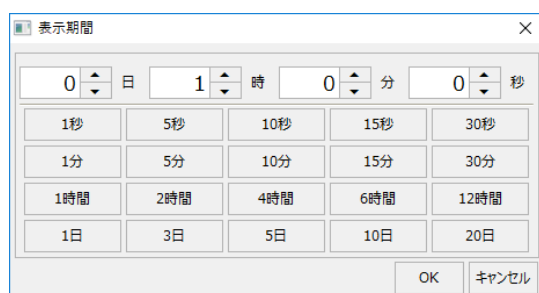 表示期間
0 日 1 時 0 分 0 秒
1秒 5秒 10秒 15秒 30秒
1分 5分 10分 15分 30分
1時間 2時間 4時間 6時間 12時間
1日 3日 5日 10日 20日
OK キャンセル